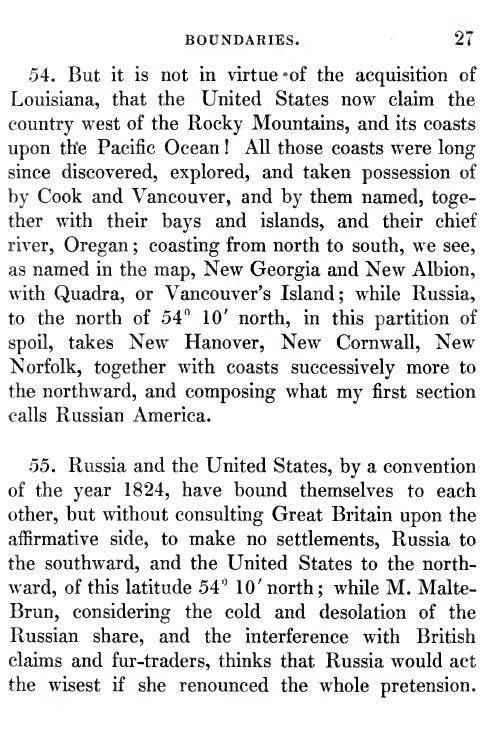 BOUNDARIES. 27
54. But it is not in virtue of the acquisition of
Louisiana, that the United States now claim the
country west of the Rocky Mountains, and its coasts
upon the Pacific Ocean! All those coasts were long
since discovered, explored, and taken possession of
by Cook and Vancouver, and by them named, toge-
ther with their bays and islands, and their chief
river, Oregan; coasting from north to south, we see,
as named in the map, New Georgia and New Albion,
with Quadra, or Vancouver's Island; while Russia,
to the north of 54° 10′ north, in this partition of
spoil, takes New Hanover, New Cornwall, New
Norfolk, together with coasts successively more to
the northward, and composing what my first section
calls Russian America.
55. Russia and the United States, by a convention
of the year 1824, have bound themselves to each
other, but without consulting Great Britain upon the
affirmative side, to make no settlements, Russia to
the southward, and the United States to the north-
ward, of this latitude 54° 10′ north; while M. Malte-
Brun, considering the cold and desolation of the
Russian share, and the interference with British
claims and fur-traders, thinks that Russia would act
the wisest if she renounced the whole pretension.